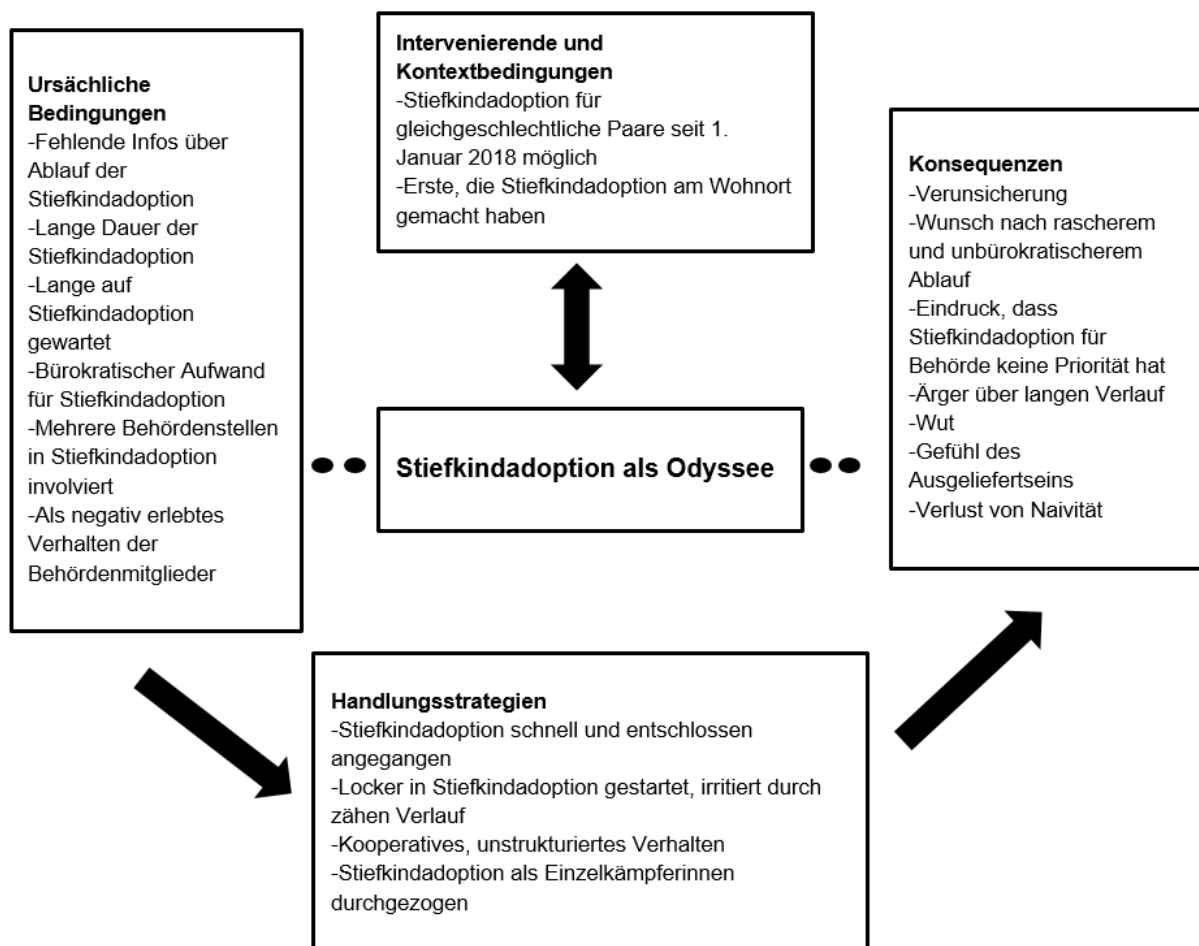 Ursächliche
Bedingungen
-Fehlende Infos über
Ablauf der
Stiefkindadoption
-Lange Dauer der
Stiefkindadoption
-Lange auf
Stiefkindadoption
gewartet
-Bürokratischer Aufwand
für Stiefkindadoption
-Mehrere Behördenstellen
in Stiefkindadoption
involviert
-Als negativ erlebtes
Verhalten der
Behördenmitglieder
Intervenierende und
Kontextbedingungen
-Stiefkindadoption für
gleichgeschlechtliche Paare seit 1.
Januar 2018 möglich
-Erste, die Stiefkindadoption am Wohnort
gemacht haben
Stiefkindadoption als Odyssee
Konsequenzen
-Verunsicherung
-Wunsch nach rascherem
und unbürokratischerem
Ablauf
-Eindruck, dass
Stiefkindadoption für
Behörde keine Priorität hat
-Ärger über langen Verlauf
-Wut
-Gefühl des
Ausgeliefertseins
-Verlust von Naivität
Handlungsstrategien
-Stiefkindadoption schnell und entschlossen
angegangen
-Locker in Stiefkindadoption gestartet, irritiert durch
zähen Verlauf
-Kooperatives, unstrukturiertes Verhalten
-Stiefkindadoption als Einzelkämpferinnen
durchgezogen